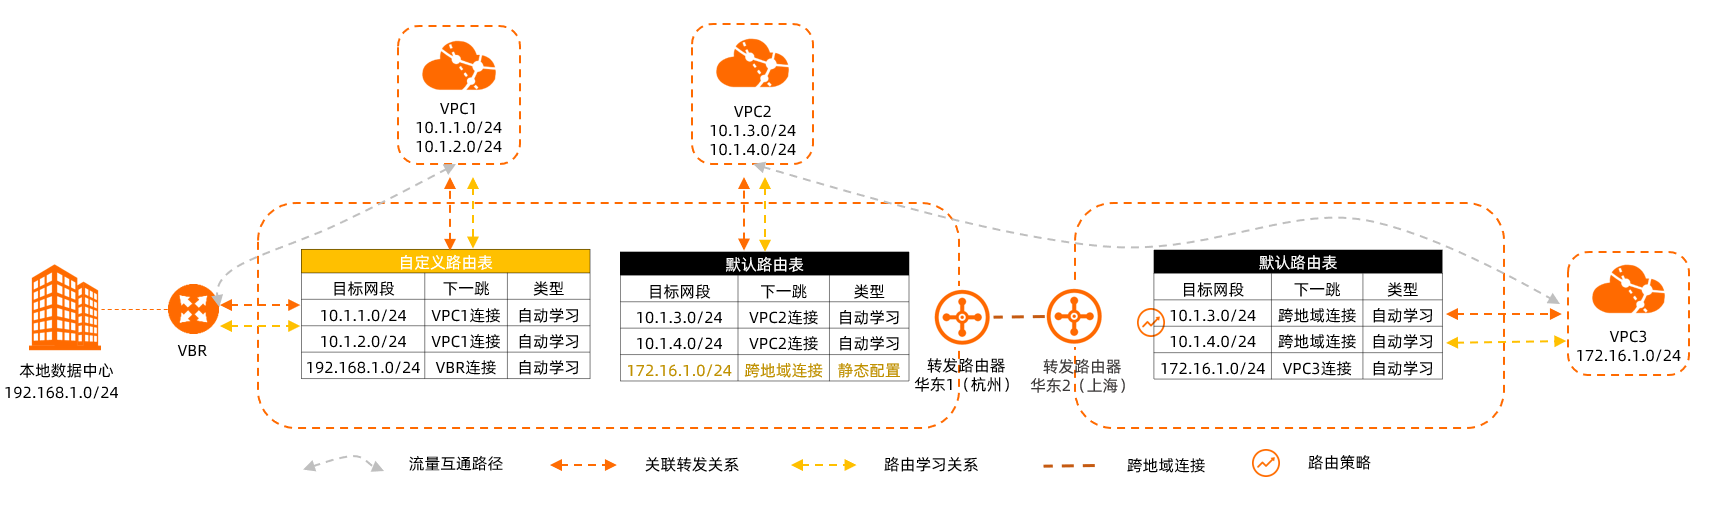 VPC1
10.1.1.0/24
10.1.2.0/24
VPC2
10.1.3.0/24
10.1.4.0/24
本地数据中心
192.168.1.0/24
VBR
自定义路由表
目标网段 下一跳 类型
10.1.1.0/24 VPC1连接 自动学习
10.1.2.0/24 VPC1连接 自动学习
192.168.1.0/24 VBR连接 自动学习
默认路由表
目标网段 下一跳 类型
10.1.3.0/24 VPC2连接 自动学习
10.1.4.0/24 VPC2连接 自动学习
172.16.1.0/24 跨地域连接 静态配置
转发路由器
华东1（杭州）
转发路由器
华东2（上海）
默认路由表
目标网段 下一跳 类型
10.1.3.0/24 跨地域连接 自动学习
10.1.4.0/24 跨地域连接 自动学习
172.16.1.0/24 VPC3连接 自动学习
VPC3
172.16.1.0/24
流量互通路径 关联转发关系 路由学习关系 跨地域连接 路由策略